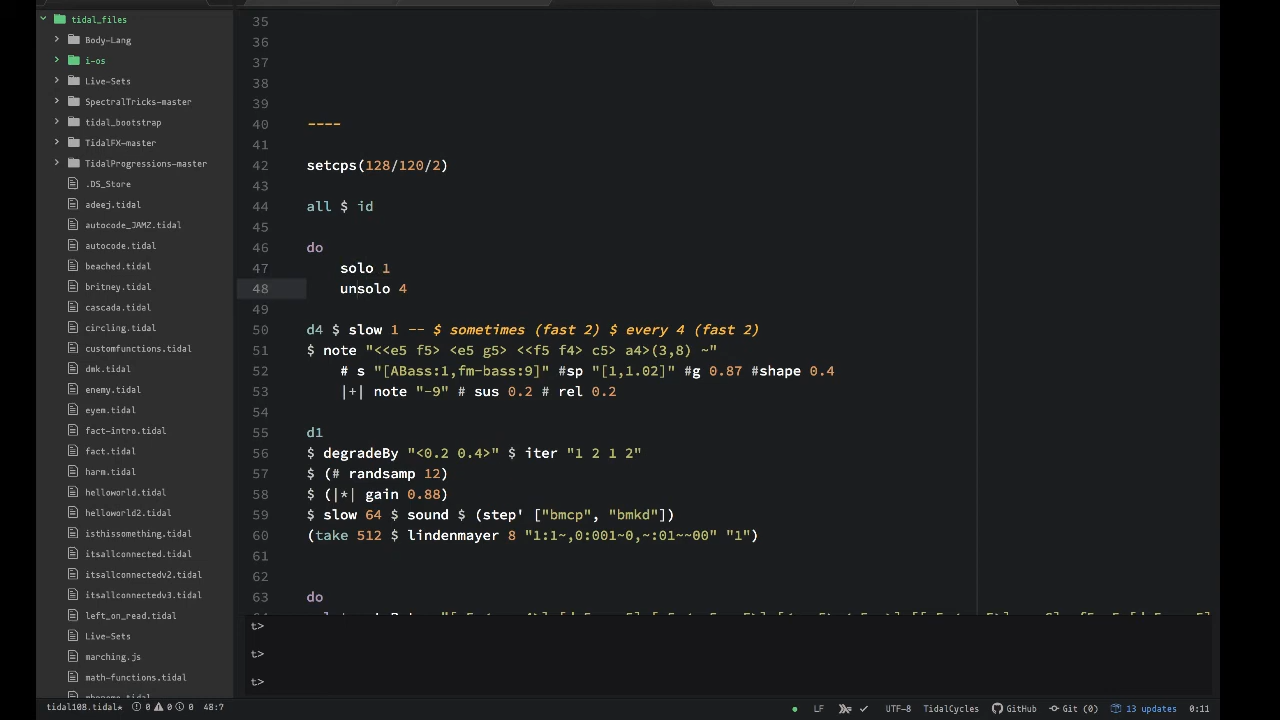 tidal_files
Body-Lang
i-os
Live-Sets
SpectralTricks-master
tidal_bootstrap
TidalFX-master
TidalProgressions-master
.DS_Store
adeej.tidal
autocode_JAMZ.tidal
autocode.tidal
beached.tidal
britney.tidal
cascada.tidal
circling.tidal
customfunctions.tidal
dmk.tidal
enemy.tidal
eyem.tidal
fact-intro.tidal
fact.tidal
harm.tidal
helloworld.tidal
helloworld2.tidal
isthissomething.tidal
itsallconnected.tidal
itsallconnectedv2.tidal
itsallconnectedv3.tidal
left_on_read.tidal
Live-Sets
marching.js
math-functions.tidal
35
36
37
38
39
40 ----
41
42 setcps(128/120/2)
43
44 all $ id
45
46 do
47 solo 1
48 unsolo 4
49
50 d4 $ slow 1 -- $ sometimes (fast 2) $ every 4 (fast 2)
51 $ note "<<e5 f5> <e5 g5> <<f5 f4> c5> a4>(3,8) ~"
52 # s "[ABass:1,fm-bass:9]" #sp "[1,1.02]" #g 0.87 #shape 0.4
53 |+| note "-9" # sus 0.2 # rel 0.2
54
55 d1
56 $ degradeBy "<0.2 0.4>" $ iter "1 2 1 2"
57 $ (# randsamp 12)
58 $ (|*| gain 0.88)
59 $ slow 64 $ sound $ (step' ["bmcp", "bmkd"])
60 (take 512 $ lindenmayer 8 "1:1~,0:001~0,~:01~~00" "1")
61
62
63 do
t>
t>
t>
tidal108.tidal* 0 0 0 48:7
LF UTF-8 TidalCycles GitHub Git (0) 13 updates 0:11